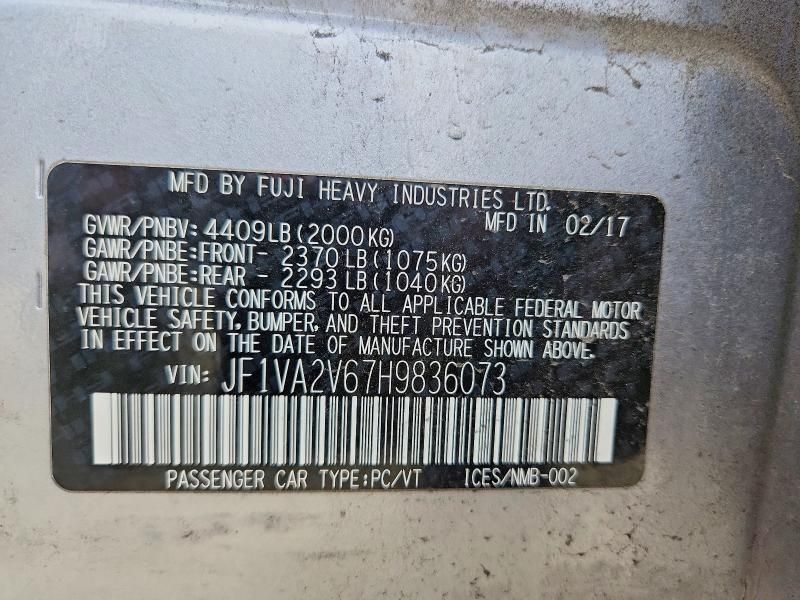 MFD BY FUJI HEAVY INDUSTRIES LTD.
MFD IN 02/17
GVWR/PNBV: 4409LB(2000KG)
GAWR/PNBE:FRONT- 2370LB(1075KG)
GAWR/PNBE:REAR - 2293LB(1040KG)
THIS VEHICLE CONFORMS TO ALL APPLICABLE FEDERAL MOTOR
VEHICLE SAFETY, BUMPER, AND THEFT PREVENTION STANDARDS
IN EFFECT ON THE DATE OF MANUFACTURE SHOWN ABOVE.
VIN: JF1VA2V67H9836073
PASSENGER CAR TYPE:PC/VT ICES/NMB-002